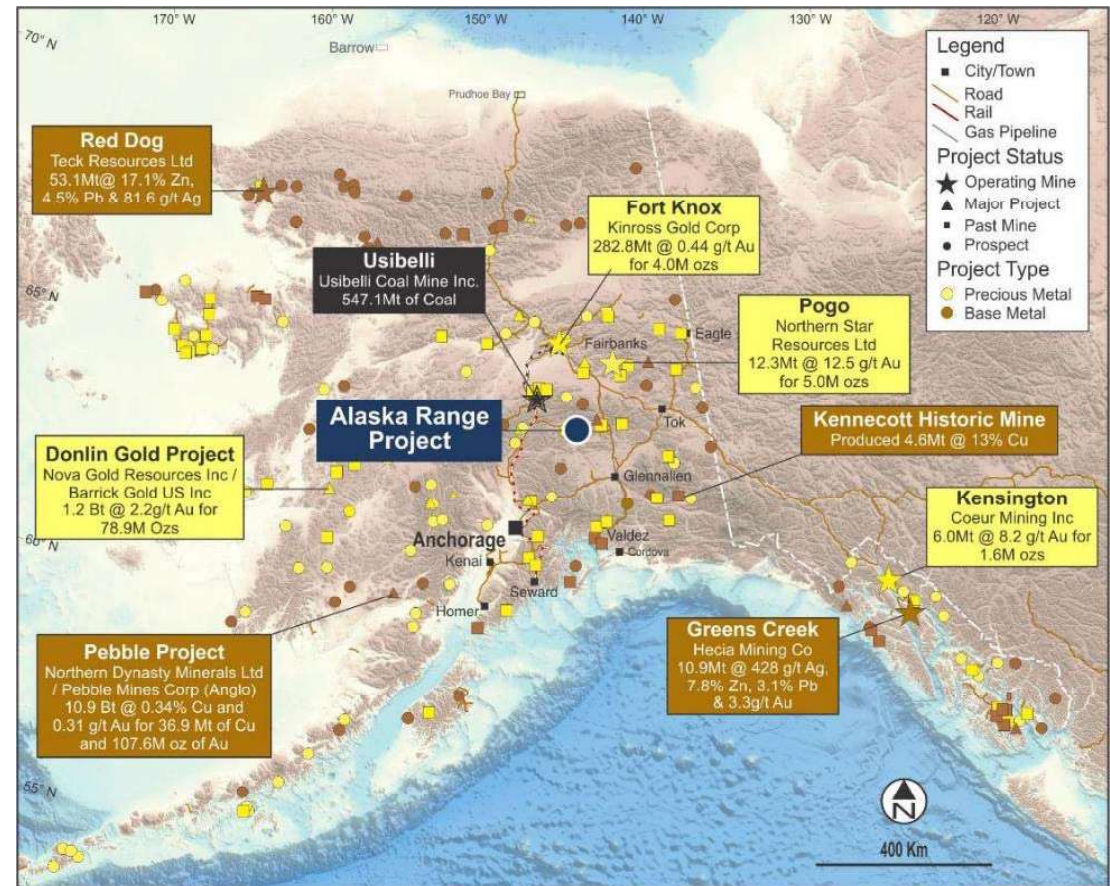 170° W
160° W
150° W
140° W
130° W
120° W
70° N
65° N
60° N
55° N
Barrow
Prudhoe Bay
Legend
City/Town
Road
Rail
Gas Pipeline
Project Status
Operating Mine
Major Project
Past Mine
Prospect
Project Type
Precious Metal
Base Metal
Red Dog
Teck Resources Ltd
53.1Mt@ 17.1% Zn,
4.5% Pb & 81.6 g/t Ag
Fort Knox
Kinross Gold Corp
282.8Mt @ 0.44 g/t Au
for 4.0M ozs
Usibelli
Usibelli Coal Mine Inc.
547.1Mt of Coal
Pogo
Northern Star
Resources Ltd
12.3Mt @ 12.5 g/t Au
for 5.0M ozs
Fairbanks
Eagle
Alaska Range
Project
Tok
Kennecott Historic Mine
Produced 4.6Mt @ 13% Cu
Donlin Gold Project
Nova Gold Resources Inc /
Barrick Gold US Inc
1.2 Bt @ 2.2g/t Au for
78.9M Ozs
Glennallen
Kensington
Coeur Mining Inc
6.0Mt @ 8.2 g/t Au for
1.6M ozs
Anchorage
Valdez
Kenai
Cordova
Seward
Homer
Pebble Project
Northern Dynasty Minerals Ltd
/ Pebble Mines Corp (Anglo)
10.9 Bt @ 0.34% Cu and
0.31 g/t Au for 36.9 Mt of Cu
and 107.6M oz of Au
Greens Creek
Hecia Mining Co
10.9Mt @ 428 g/t Ag,
7.8% Zn, 3.1% Pb
& 3.3g/t Au
N
400 Km